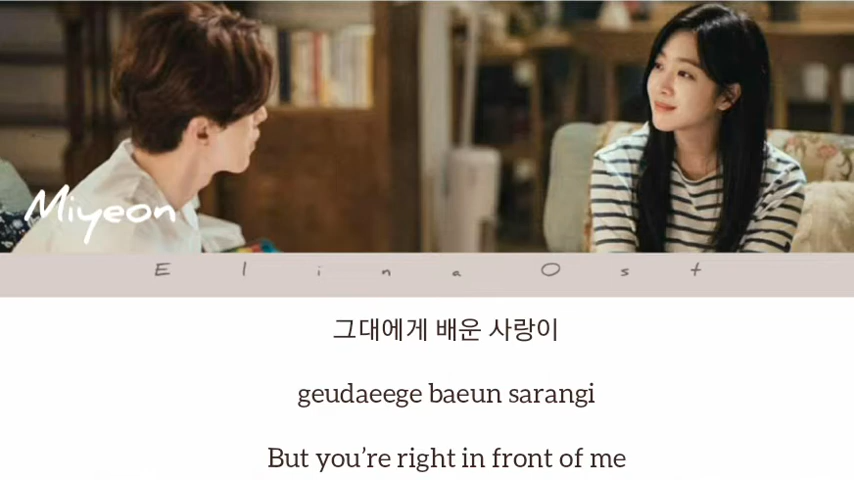 Miyeon
E l i n a O s t
그대에게 배운 사랑이
geudaeege baeun sarangi
But you're right in front of me